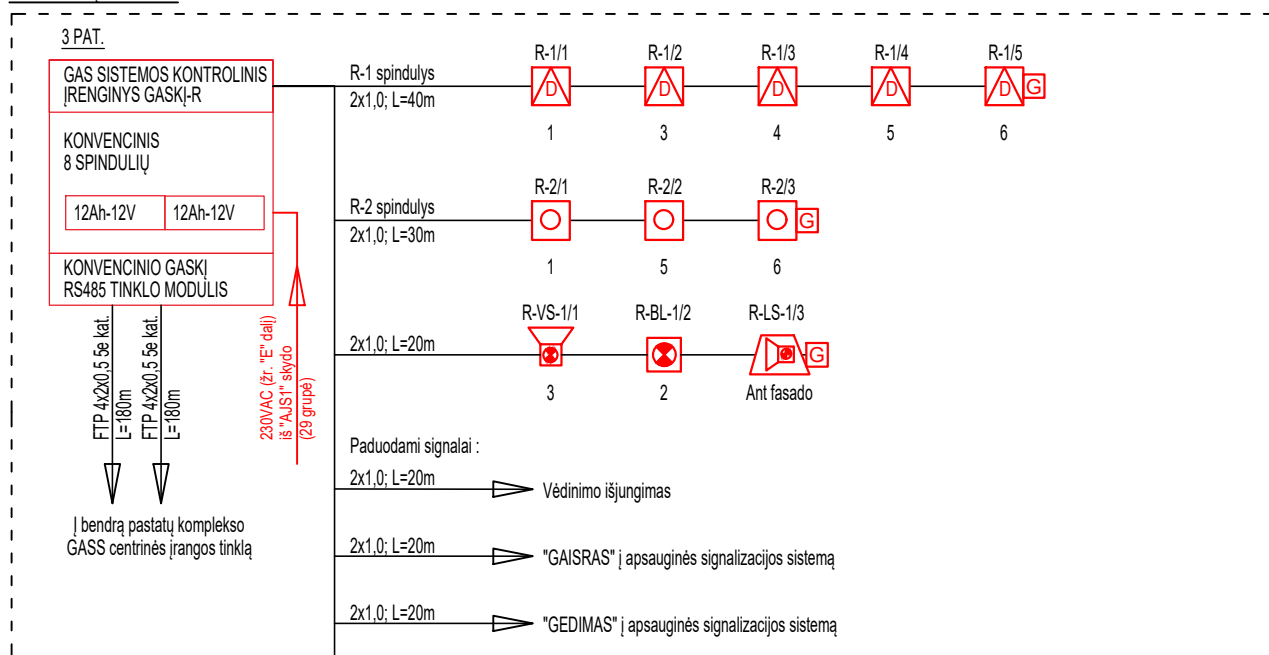 3 PAT.
GAS SISTEMOS KONTROLINIS
ĮRENGINYS GASKĮ-R
KONVENCINIS
8 SPINDULIŲ
12Ah-12V 12Ah-12V
KONVENCINIO GASKĮ
RS485 TINKLO MODULIS
FTP 4x2x0,5 5e kat.
L=180m
FTP 4x2x0,5 5e kat.
L=180m
230VAC (žr. "E" dalį)
iš "AJS1" skydo
(29 grupė)
Į bendrą pastatų komplekso
GASS centrinės įrangos tinklą
R-1 spindulys
2x1,0; L=40m
R-1/1 R-1/2 R-1/3 R-1/4 R-1/5
D D D D D G
1 3 4 5 6
R-2 spindulys
2x1,0; L=30m
R-2/1 R-2/2 R-2/3
G
1 5 6
2x1,0; L=20m
R-VS-1/1 R-BL-1/2 R-LS-1/3
G
3 2 Ant fasado
Paduodami signalai :
2x1,0; L=20m
Vėdinimo išjungimas
2x1,0; L=20m
"GAISRAS" į apsauginės signalizacijos sistemą
2x1,0; L=20m
"GEDIMAS" į apsauginės signalizacijos sistemą